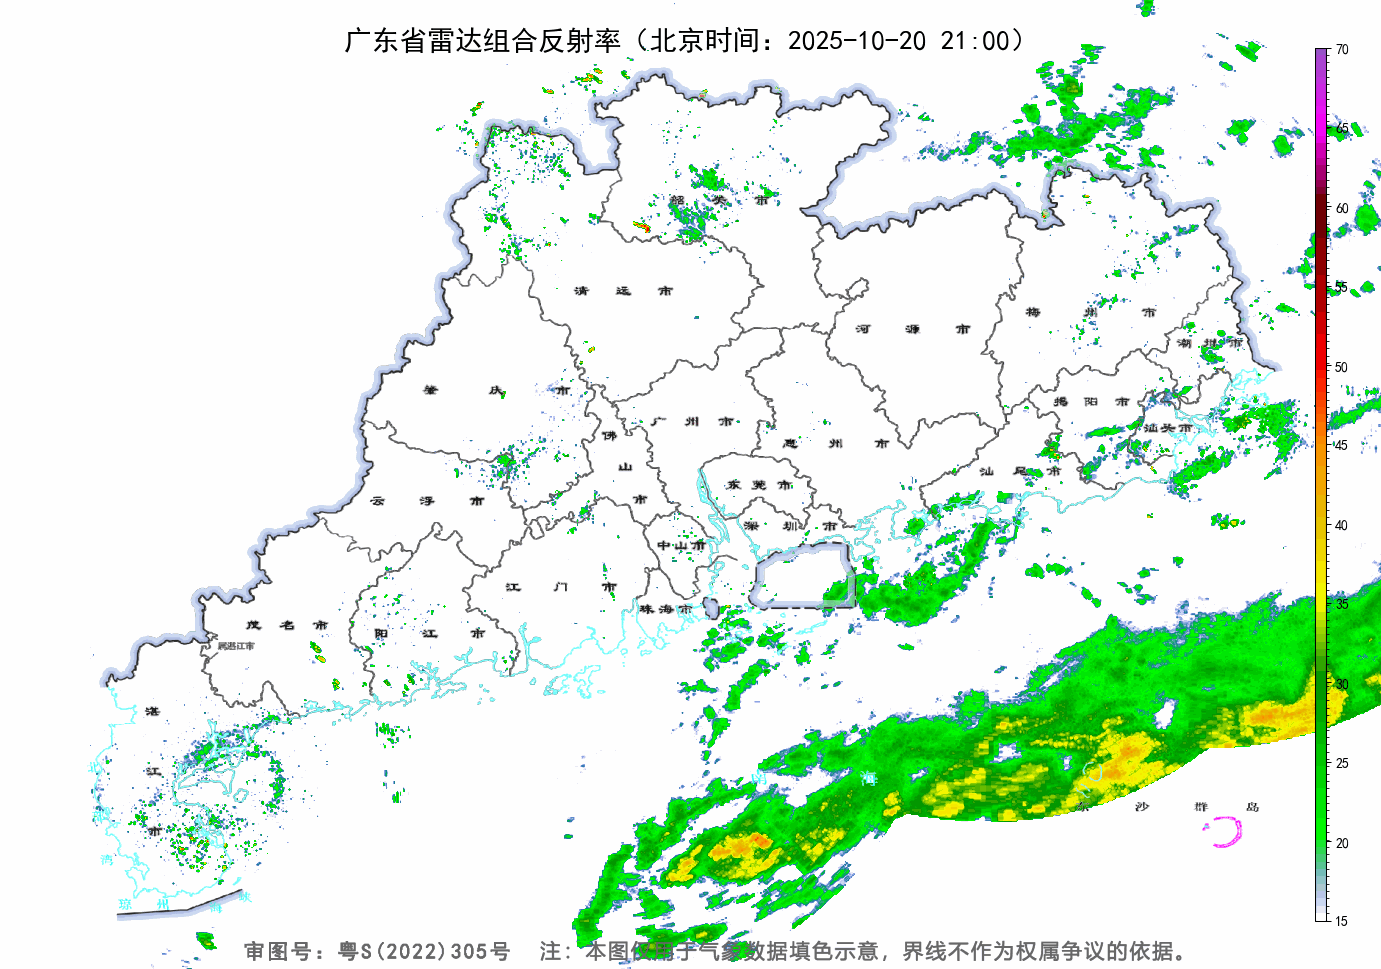 广东省雷达组合反射率（北京时间：2025-10-20 21:00）
70
65
60
55
50
45
40
35
30
25
20
15
韶关市
清远市
河源市
梅州市
潮州市
肇庆市
广州市
惠州市
揭阳市
汕头市
佛山市
云浮市
东莞市
汕尾市
深圳市
中山市
江门市
珠海市
茂名市
阳江市
属湛江市
湛江市
南海
东沙群岛
湾
琼州海峡
审图号：粤S(2022)305号 注：本图仅用于气象数据填色示意，界线不作为权属争议的依据。